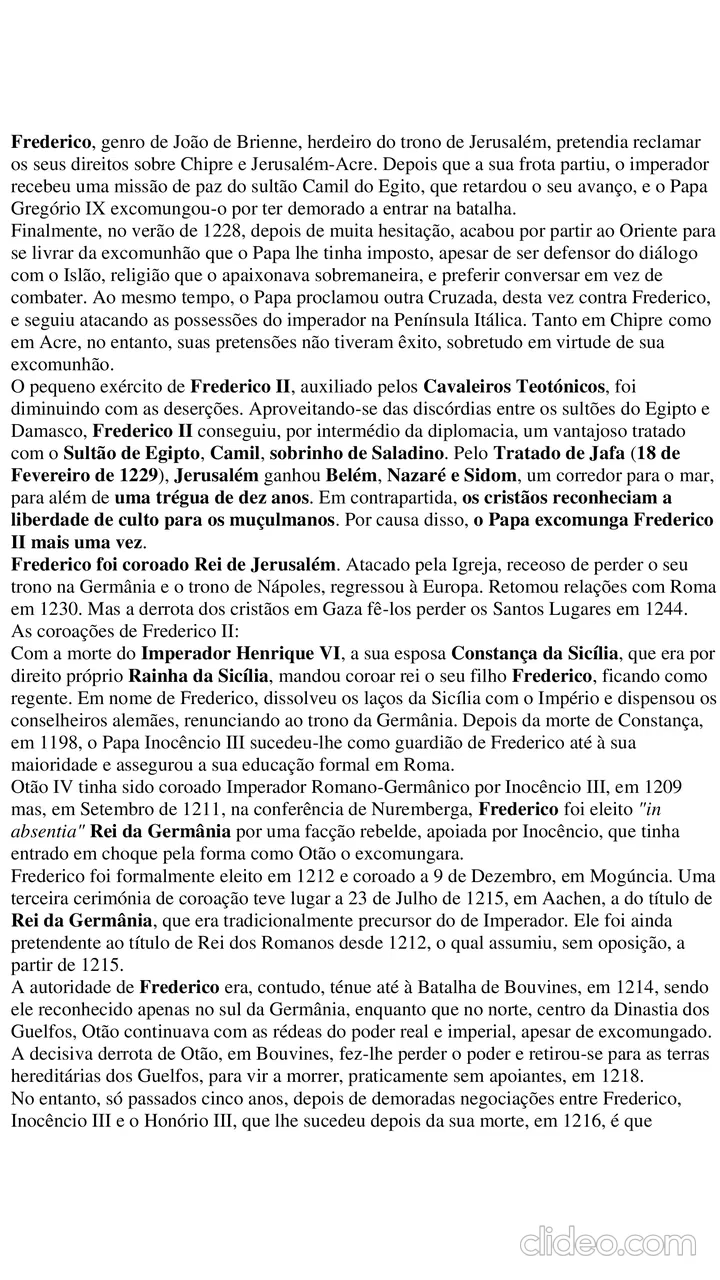 Frederico, genro de João de Brienne, herdeiro do trono de Jerusalém, pretendia reclamar
os seus direitos sobre Chipre e Jerusalém-Acre. Depois que a sua frota partiu, o imperador
recebeu uma missão de paz do sultão Camil do Egito, que retardou o seu avanço, e o Papa
Gregório IX excomungou-o por ter demorado a entrar na batalha.
Finalmente, no verão de 1228, depois de muita hesitação, acabou por partir ao Oriente para
se livrar da excomunhão que o Papa lhe tinha imposto, apesar de ser defensor do diálogo
com o Islão, religião que o apaixonava sobremaneira, e preferir conversar em vez de
combater. Ao mesmo tempo, o Papa proclamou outra Cruzada, desta vez contra Frederico,
e seguiu atacando as possessões do imperador na Península Itálica. Tanto em Chipre como
em Acre, no entanto, suas pretensões não tiveram êxito, sobretudo em virtude de sua
excomunhão.
O pequeno exército de Frederico II, auxiliado pelos Cavaleiros Teotónicos, foi
diminuindo com as deserções. Aproveitando-se das discórdias entre os sultões do Egipto e
Damasco, Frederico II conseguiu, por intermédio da diplomacia, um vantajoso tratado
com o Sultão de Egipto, Camil, sobrinho de Saladino. Pelo Tratado de Jafa (18 de
Fevereiro de 1229), Jerusalém ganhou Belém, Nazaré e Sidom, um corredor para o mar,
para além de uma trégua de dez anos. Em contrapartida, os cristãos reconheciam a
liberdade de culto para os muçulmanos. Por causa disso, o Papa excomunga Frederico
II mais uma vez.
Frederico foi coroado Rei de Jerusalém. Atacado pela Igreja, receoso de perder o seu
trono na Germânia e o trono de Nápoles, regressou à Europa. Retomou relações com Roma
em 1230. Mas a derrota dos cristãos em Gaza fê-los perder os Santos Lugares em 1244.
As coroações de Frederico II:
Com a morte do Imperador Henrique VI, a sua esposa Constança da Sicília, que era por
direito próprio Rainha da Sicília, mandou coroar rei o seu filho Frederico, ficando como
regente. Em nome de Frederico, dissolveu os laços da Sicília com o Império e dispensou os
conselheiros alemães, renunciando ao trono da Germânia. Depois da morte de Constança,
em 1198, o Papa Inocêncio III sucedeu-lhe como guardião de Frederico até à sua
maioridade e assegurou a sua educação formal em Roma.
Otão IV tinha sido coroado Imperador Romano-Germânico por Inocêncio III, em 1209
mas, em Setembro de 1211, na conferência de Nuremberga, Frederico foi eleito "in
absentia" Rei da Germânia por uma facção rebelde, apoiada por Inocêncio, que tinha
entrado em choque pela forma como Otão o excomungara.
Frederico foi formalmente eleito em 1212 e coroado a 9 de Dezembro, em Mogúncia. Uma
terceira cerimónia de coroação teve lugar a 23 de Julho de 1215, em Aachen, a do título de
Rei da Germânia, que era tradicionalmente precursor do de Imperador. Ele foi ainda
pretendente ao título de Rei dos Romanos desde 1212, o qual assumiu, sem oposição, a
partir de 1215.
A autoridade de Frederico era, contudo, ténue até à Batalha de Bouvines, em 1214, sendo
ele reconhecido apenas no sul da Germânia, enquanto que no norte, centro da Dinastia dos
Guelfos, Otão continuava com as rédeas do poder real e imperial, apesar de excomungado.
A decisiva derrota de Otão, em Bouvines, fez-lhe perder o poder e retirou-se para as terras
hereditárias dos Guelfos, para vir a morrer, praticamente sem apoiantes, em 1218.
No entanto, só passados cinco anos, depois de demoradas negociações entre Frederico,
Inocêncio III e o Honório III, que lhe sucedeu depois da sua morte, em 1216, é que
clideo.com